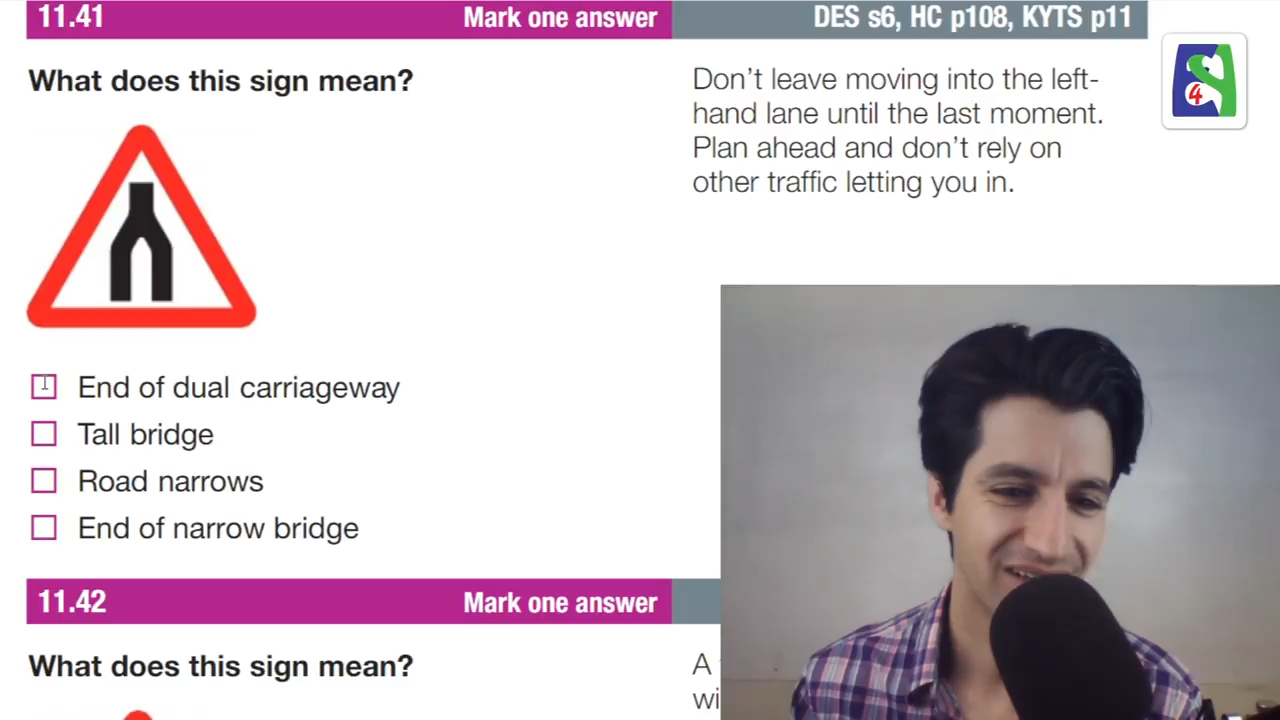 11.41 Mark one answer DES s6, HC p108, KYTS p11
What does this sign mean?
Don't leave moving into the left-
hand lane until the last moment.
Plan ahead and don't rely on
other traffic letting you in.
4
End of dual carriageway
Tall bridge
Road narrows
End of narrow bridge
11.42 Mark one answer
What does this sign mean?
A
wi